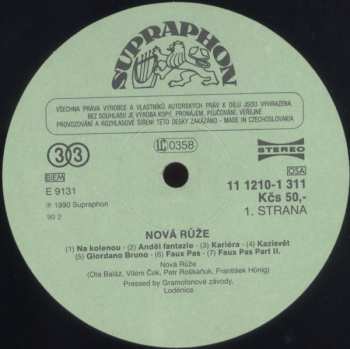 SUPRAPHON
VŠECHNA PRÁVA VÝROBCE A VLASTNÍKŮ AUTORSKÝCH PRÁV K DÍLU JSOU VYHRAZENA.
BEZ SOUHLASU JE VÝROBA KOPIÍ, PRONÁJEM, PŮJČOVÁNÍ, VEŘEJNÉ
PROVOZOVÁNÍ A ROZHLASOVÉ ŠÍŘENÍ TÉTO DESKY ZAKÁZÁNO - MADE IN CZECHOSLOVAKIA
33
LC 0358
STEREO
BIEM
OSA
E 9131
11 1210-1 311
Kčs 50,-
℗ 1990 Supraphon
1. STRANA
90 2
NOVÁ RŮŽE
(1) Na kolenou - (2) Anděl fantazie - (3) Kariéra - (4) Kazisvět
(5) Giordano Bruno - (6) Faux Pas - (7) Faux Pas Part II.
Nová Růže
(Ota Baláž, Vilém Čok, Petr Roškaňuk, František Hönig)
Pressed by Gramofonové závody,
Loděnice